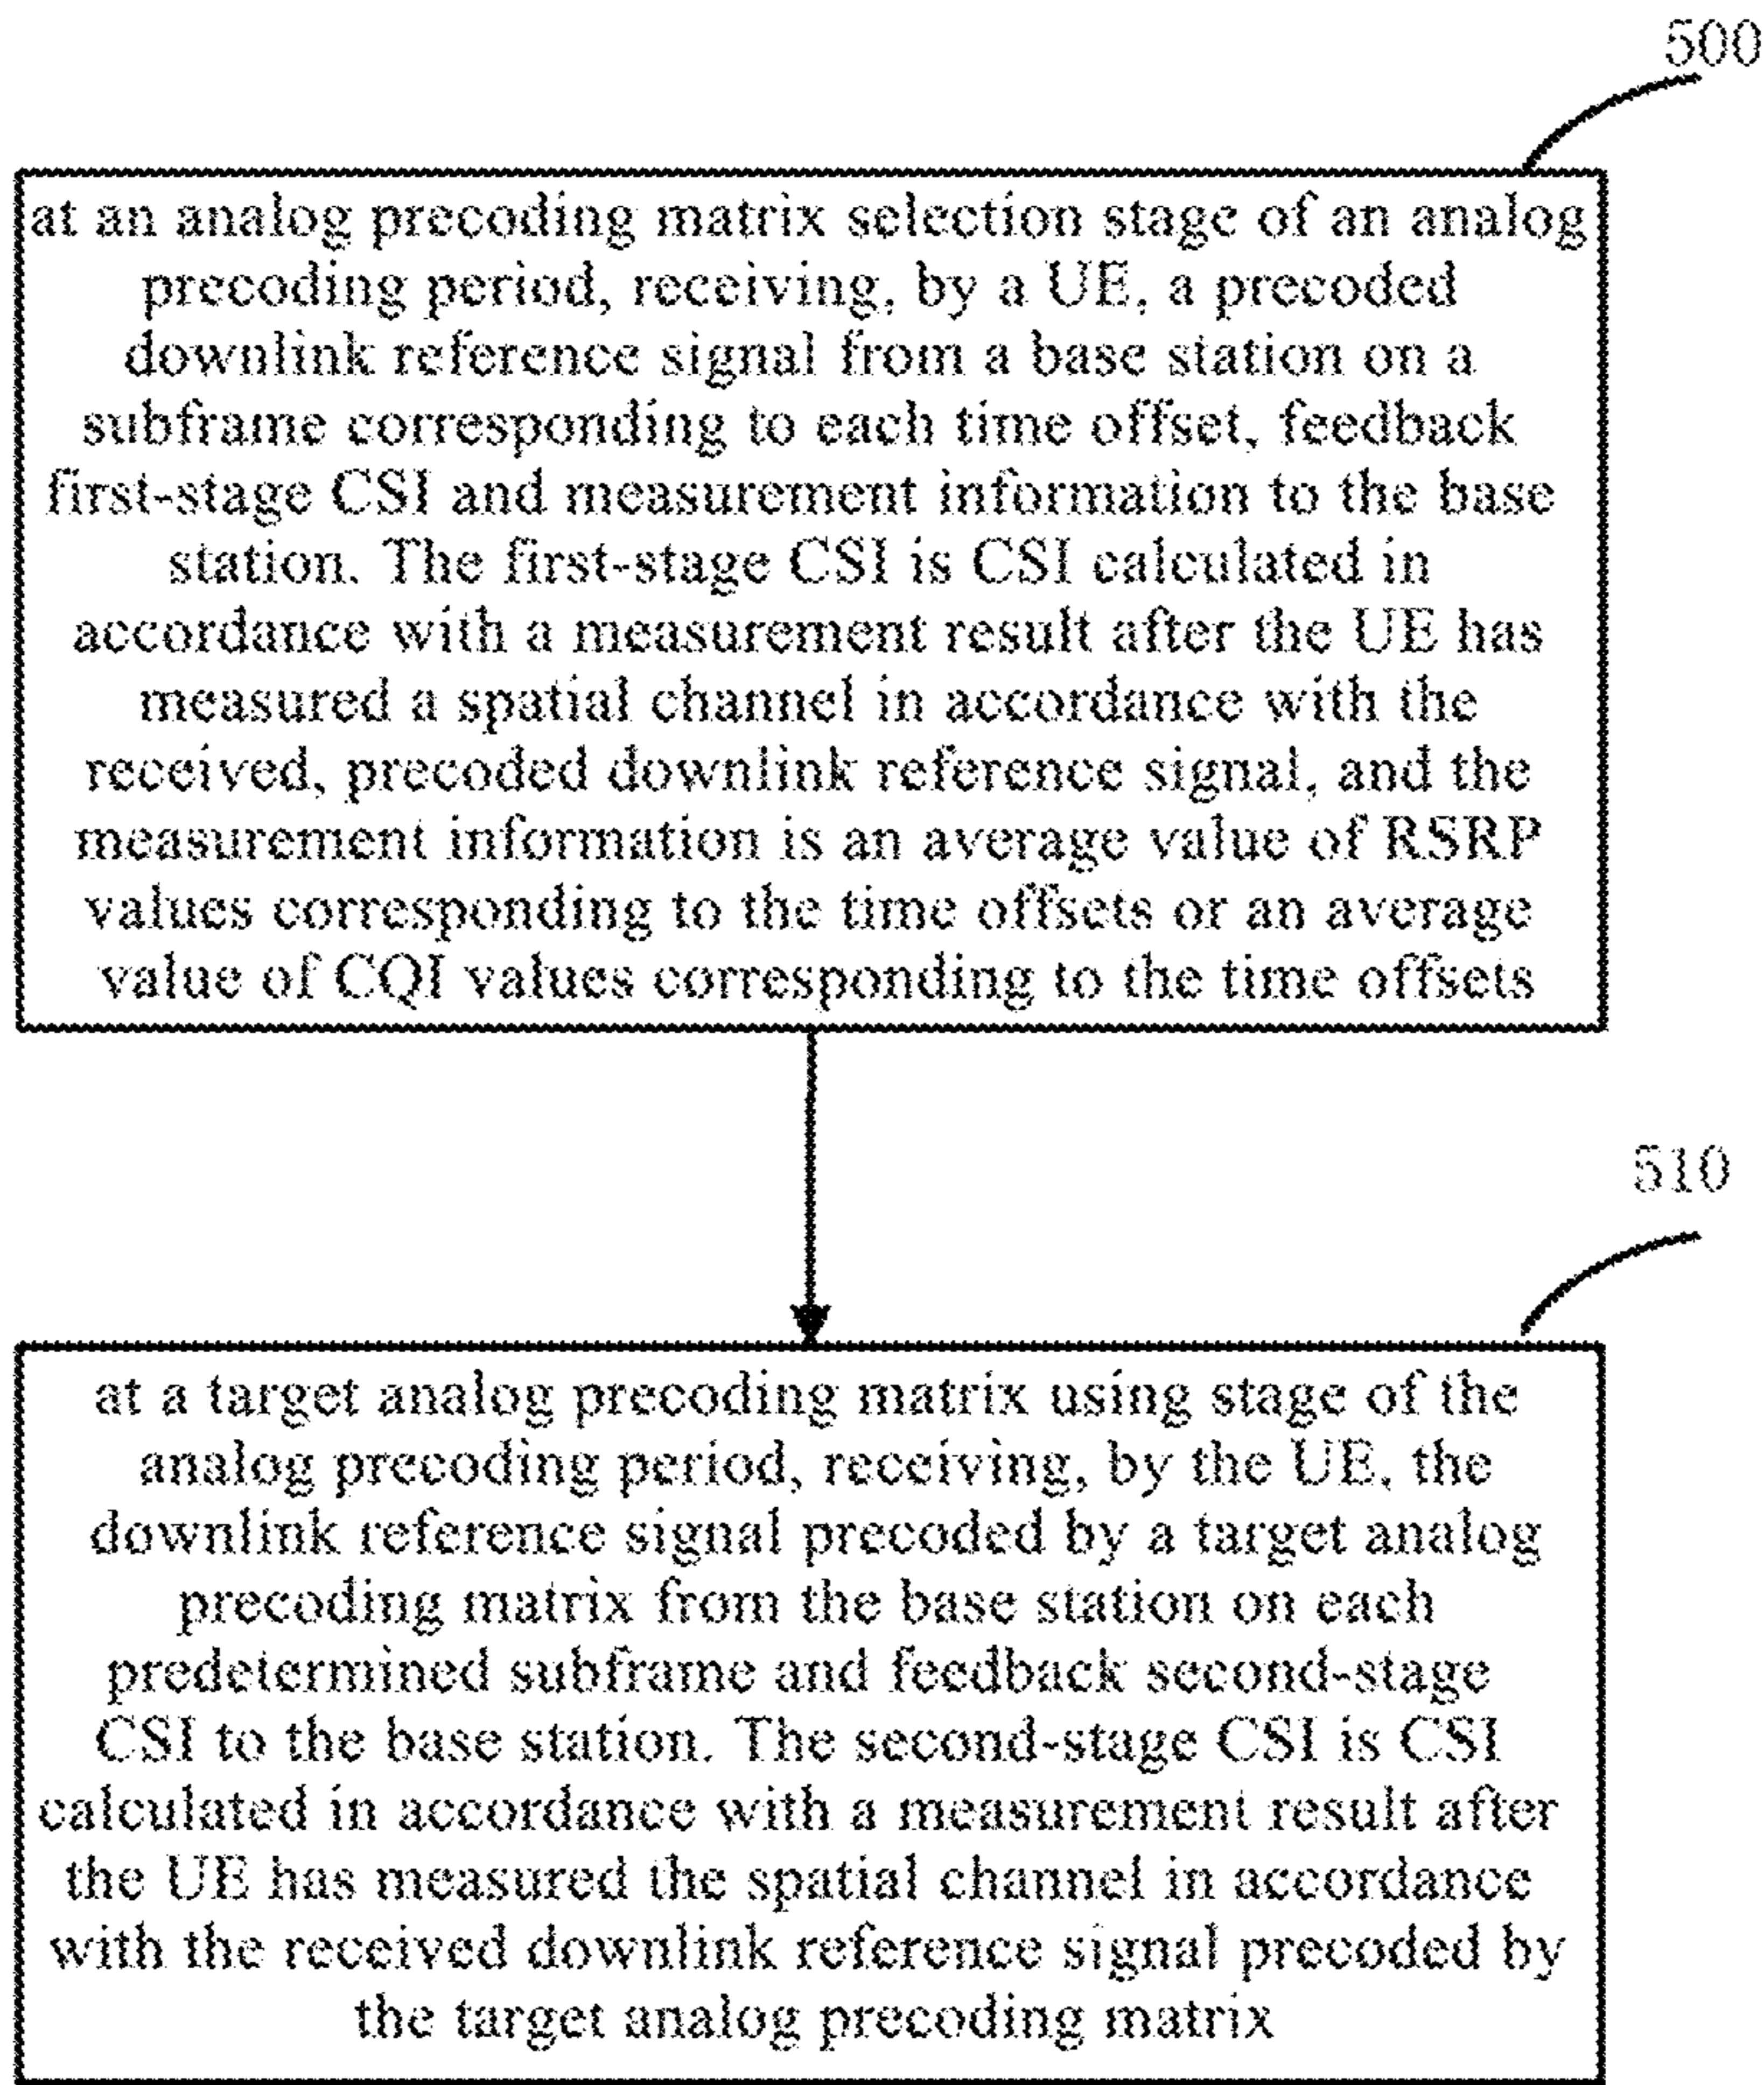 500
at an analog precoding matrix selection stage of an analog
precoding period, receiving, by a UE, a precoded
downlink reference signal from a base station on a
subframe corresponding to each time offset, feedback
first-stage CSI and measurement information to the base
station. The first-stage CSI is CSI calculated in
accordance with a measurement result after the UE has
measured a spatial channel in accordance with the
received, precoded downlink reference signal, and the
measurement information is an average value of RSRP
values corresponding to the time offsets or an average
value of CQI values corresponding to the time offsets
510
at a target analog precoding matrix using stage of the
analog precoding period, receiving, by the UE, the
downlink reference signal precoded by a target analog
precoding matrix from the base station on each
predetermined subframe and feedback second-stage
CSI to the base station. The second-stage CSI is CSI
calculated in accordance with a measurement result after
the UE has measured the spatial channel in accordance
with the received downlink reference signal precoded by
the target analog precoding matrix